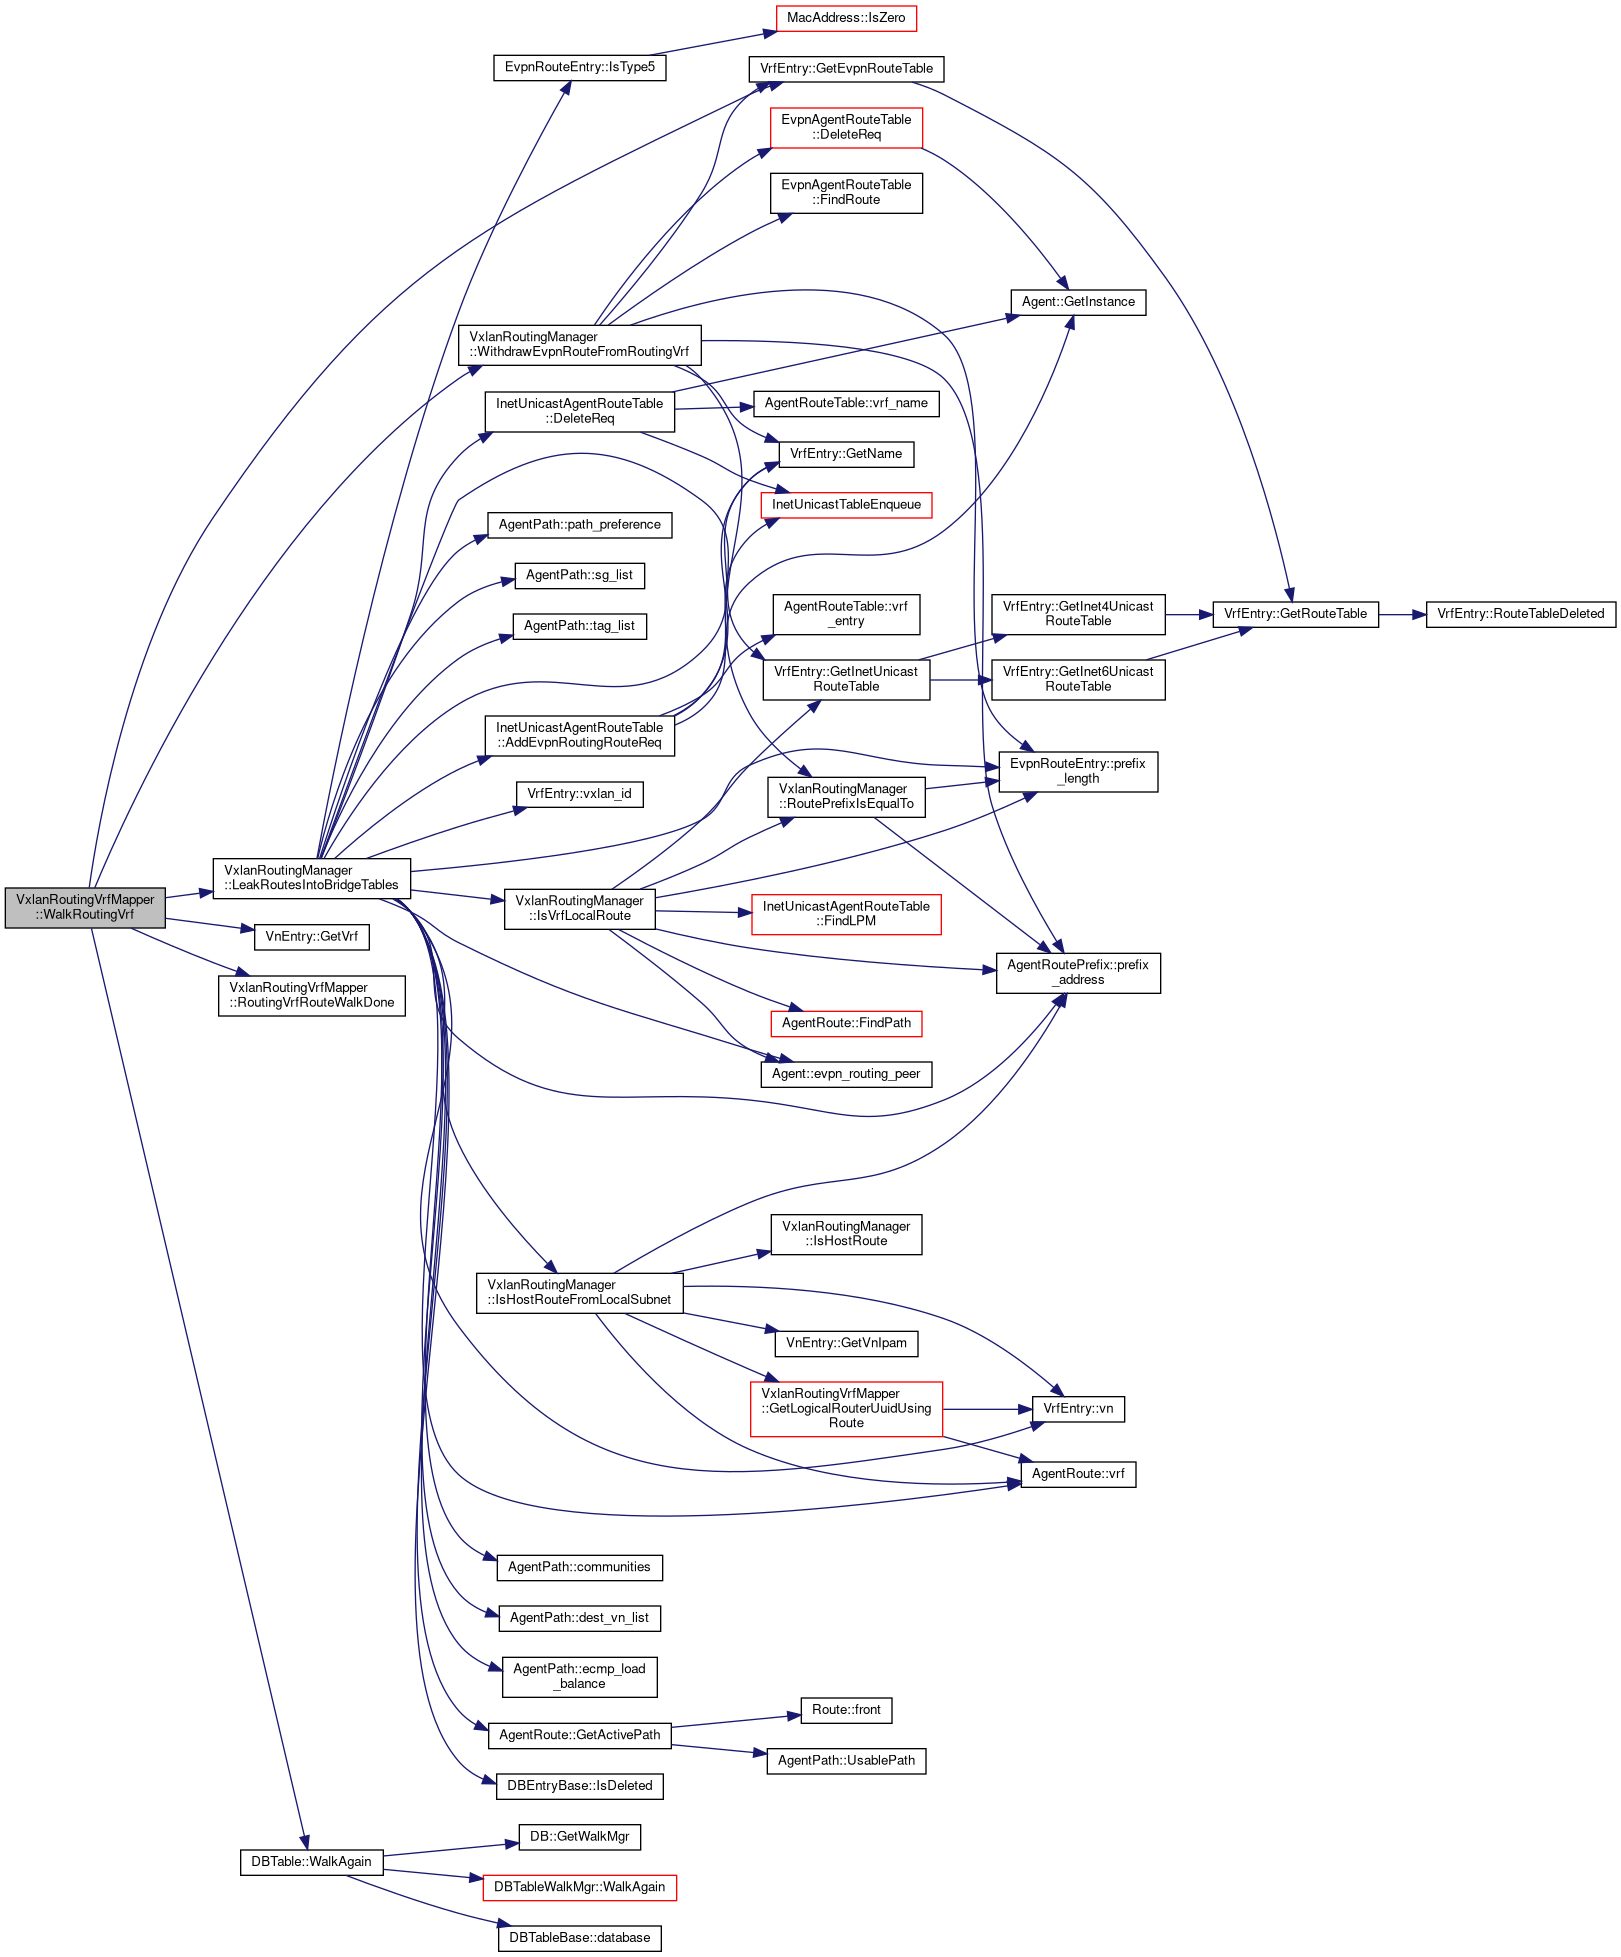 MacAddress::IsZero
EvpnRouteEntry::IsType5
VrfEntry::GetEvpnRouteTable
EvpnAgentRouteTable
::DeleteReq
EvpnAgentRouteTable
::FindRoute
Agent::GetInstance
VxlanRoutingManager
::WithdrawEvpnRouteFromRoutingVrf
InetUnicastAgentRouteTable
::DeleteReq
AgentRouteTable::vrf_name
VrfEntry::GetName
InetUnicastTableEnqueue
AgentPath::path_preference
AgentPath::sg_list
AgentPath::tag_list
AgentRouteTable::vrf
_entry
VrfEntry::GetInet4Unicast
RouteTable
VrfEntry::GetRouteTable
VrfEntry::RouteTableDeleted
VrfEntry::GetInetUnicast
RouteTable
VrfEntry::GetInet6Unicast
RouteTable
InetUnicastAgentRouteTable
::AddEvpnRoutingRouteReq
EvpnRouteEntry::prefix
_length
VrfEntry::vxlan_id
VxlanRoutingManager
::RoutePrefixIsEqualTo
VxlanRoutingManager
::LeakRoutesIntoBridgeTables
VxlanRoutingVrfMapper
::WalkRoutingVrf
VxlanRoutingManager
::IsVrfLocalRoute
InetUnicastAgentRouteTable
::FindLPM
VnEntry::GetVrf
AgentRoutePrefix::prefix
_address
VxlanRoutingVrfMapper
::RoutingVrfRouteWalkDone
AgentRoute::FindPath
Agent::evpn_routing_peer
VxlanRoutingManager
::IsHostRoute
VxlanRoutingManager
::IsHostRouteFromLocalSubnet
VnEntry::GetVnIpam
VxlanRoutingVrfMapper
::GetLogicalRouterUuidUsing
Route
VrfEntry::vn
AgentRoute::vrf
AgentPath::communities
AgentPath::dest_vn_list
AgentPath::ecmp_load
_balance
Route::front
AgentRoute::GetActivePath
AgentPath::UsablePath
DBEntryBase::IsDeleted
DB::GetWalkMgr
DBTable::WalkAgain
DBTableWalkMgr::WalkAgain
DBTableBase::database